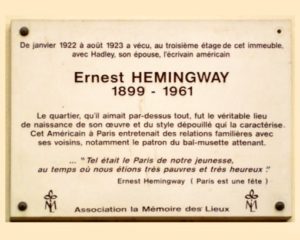 De janvier 1922 à août 1923 a vécu, au troisième étage de cet immeuble,
avec Hadley, son épouse, l'écrivain américain
Ernest HEMINGWAY
1899 - 1961
Le quartier, qu'il aimait par-dessus tout, fut le véritable lieu
de naissance de son œuvre et du style dépouillé qui la caractérise.
Cet Américain à Paris entretenait des relations familières avec
ses voisins, notamment le patron du bal-musette attenant.
... "Tel était le Paris de notre jeunesse,
au temps où nous étions très pauvres et très heureux."
Ernest Hemingway ( Paris est une fête )
Association la Mémoire des Lieux